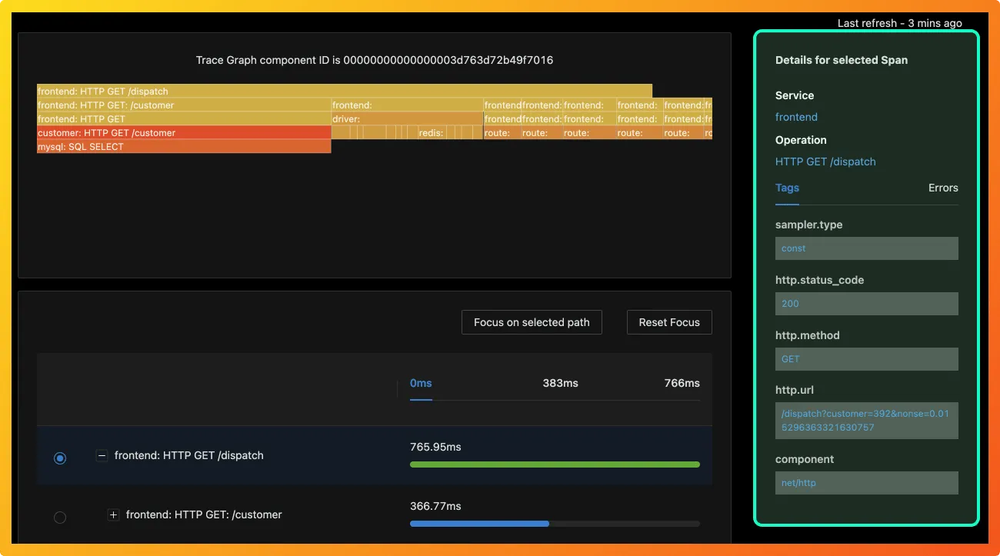 Last refresh - 3 mins ago
Trace Graph component ID is 00000000000000003d763d72b49f7016
frontend: HTTP GET /dispatch
frontend: HTTP GET: /customer frontend: frontend frontend: frontend: frontend: frontend: fr
frontend: HTTP GET driver: frontend frontend: frontend: frontend: frontend: fr
customer: HTTP GET /customer redis: route: route: route: route: route: ro
mysql: SQL SELECT
Focus on selected path Reset Focus
0ms 383ms 766ms
frontend: HTTP GET /dispatch 765.95ms
frontend: HTTP GET: /customer 366.77ms
Details for selected Span
Service
frontend
Operation
HTTP GET /dispatch
Tags Errors
sampler.type
const
http.status_code
200
http.method
GET
http.url
/dispatch?customer=392&nonse=0.01
5296363321630757
component
net/http